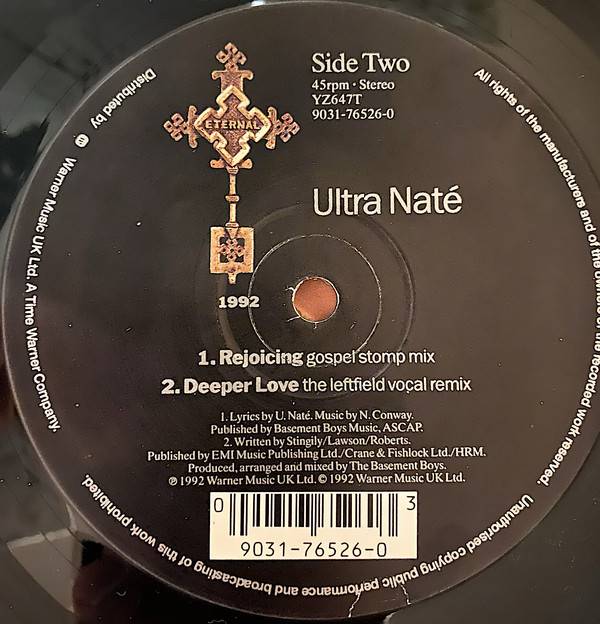 Side Two
45rpm · Stereo
YZ647T
9031-76526-0
ETERNAL
Ultra Naté
1992
1. Rejoicing gospel stomp mix
2. Deeper Love the leftfield vocal remix
1. Lyrics by U. Naté. Music by N. Conway.
Published by Basement Boys Music, ASCAP.
2. Written by Stingily/Lawson/Roberts.
Published by EMI Music Publishing Ltd./Crane & Fishlock Ltd./HRM.
Produced, arranged and mixed by The Basement Boys.
℗ 1992 Warner Music UK Ltd. © 1992 Warner Music UK Ltd.
0 3
9031-76526-0
Distributed by Warner Music UK Ltd. A Time Warner Company.
All rights of the manufacturers and of the owners of the recorded work reserved.
Unauthorised copying public performance and broadcasting of this work prohibited.